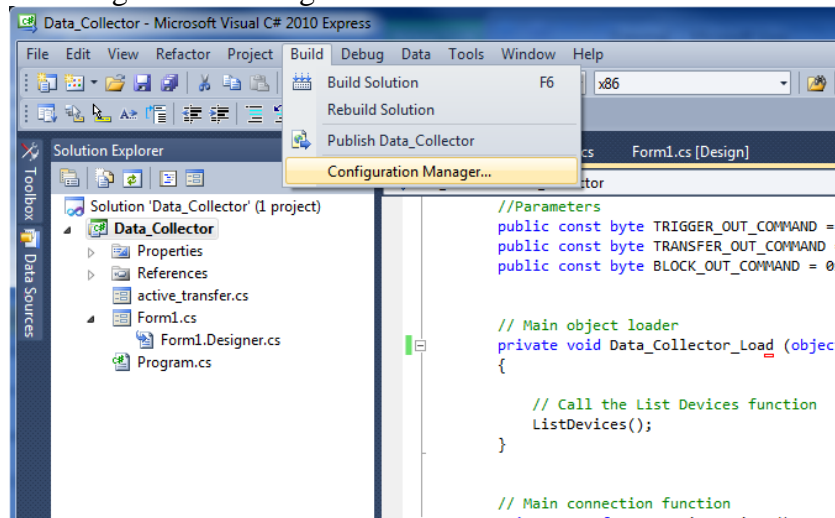 Data_Collector - Microsoft Visual C# 2010 Express
File Edit View Refactor Project Build Debug Data Tools Window Help
Build Solution F6
x86
Rebuild Solution
Publish Data_Collector
Configuration Manager...
Solution Explorer
cs Form1.cs [Design]
Toolbox
Data Sources
Solution 'Data_Collector' (1 project)
Data_Collector
Properties
References
active_transfer.cs
Form1.cs
Form1.Designer.cs
Program.cs
ctor
//Parameters
public const byte TRIGGER_OUT_COMMAND =
public const byte TRANSFER_OUT_COMMAND
public const byte BLOCK_OUT_COMMAND = 0
// Main object loader
private void Data_Collector_Load (objec
{
// Call the List Devices function
ListDevices();
}
// Main connection function